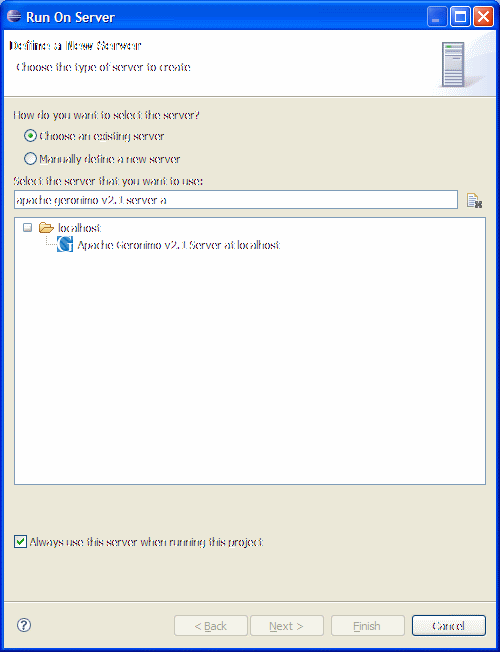 Run On Server
Define a New Server
Choose the type of server to create
How do you want to select the server?
Choose an existing server
Manually define a new server
Select the server that you want to use:
apache geronimo v2.1 server a
localhost
Apache Geronimo v2.1 Server at localhost
Always use this server when running this project
< Back
Next >
Finish
Cancel